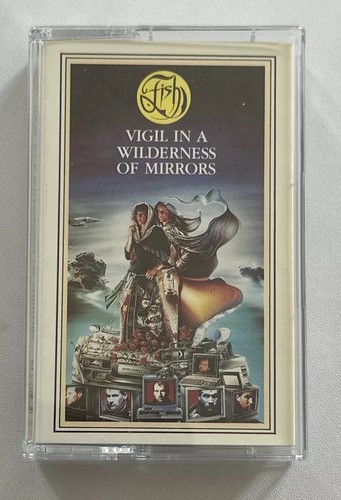 Fish
VIGIL IN A
WILDERNESS
OF MIRRORS